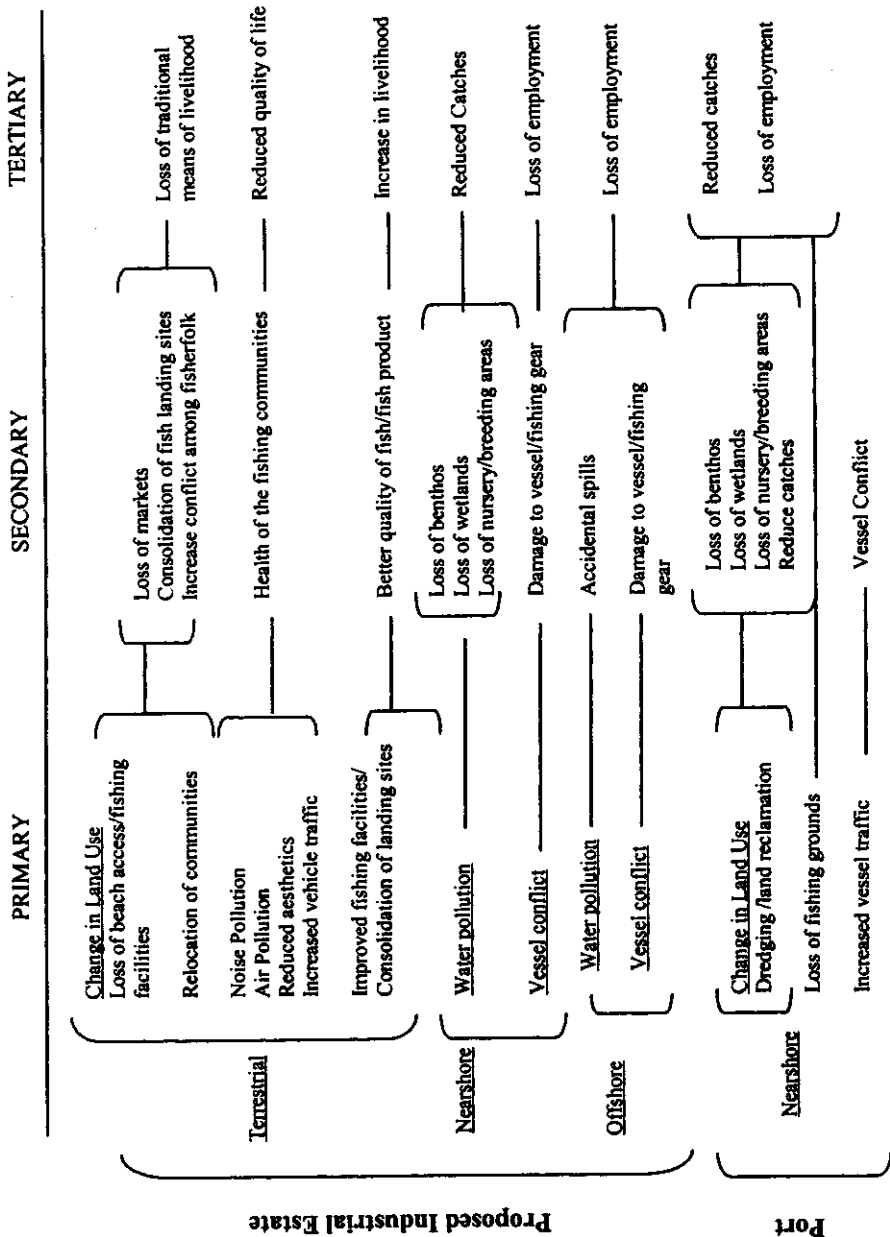 PRIMARY
SECONDARY
TERTIARY
Proposed Industrial Estate
Terrestrial
Change in Land Use
Loss of beach access/fishing
facilities
Relocation of communities
Loss of markets
Consolidation of fish landing sites
Increase conflict among fisherfolk
Loss of traditional
means of livelihood
Noise Pollution
Air Pollution
Reduced aesthetics
Increased vehicle traffic
Health of the fishing communities
Reduced quality of life
Improved fishing facilities/
Consolidation of landing sites
Better quality of fish/fish product
Increase in livelihood
Nearshore
Water pollution
Loss of benthos
Loss of wetlands
Loss of nursery/breeding areas
Reduced Catches
Vessel conflict
Damage to vessel/fishing gear
Loss of employment
Offshore
Water pollution
Accidental spills
Loss of employment
Vessel conflict
Damage to vessel/fishing
gear
Port
Nearshore
Change in Land Use
Dredging /land reclamation
Loss of benthos
Loss of wetlands
Loss of nursery/breeding areas
Reduce catches
Reduced catches
Loss of employment
Loss of fishing grounds
Increased vessel traffic
Vessel Conflict